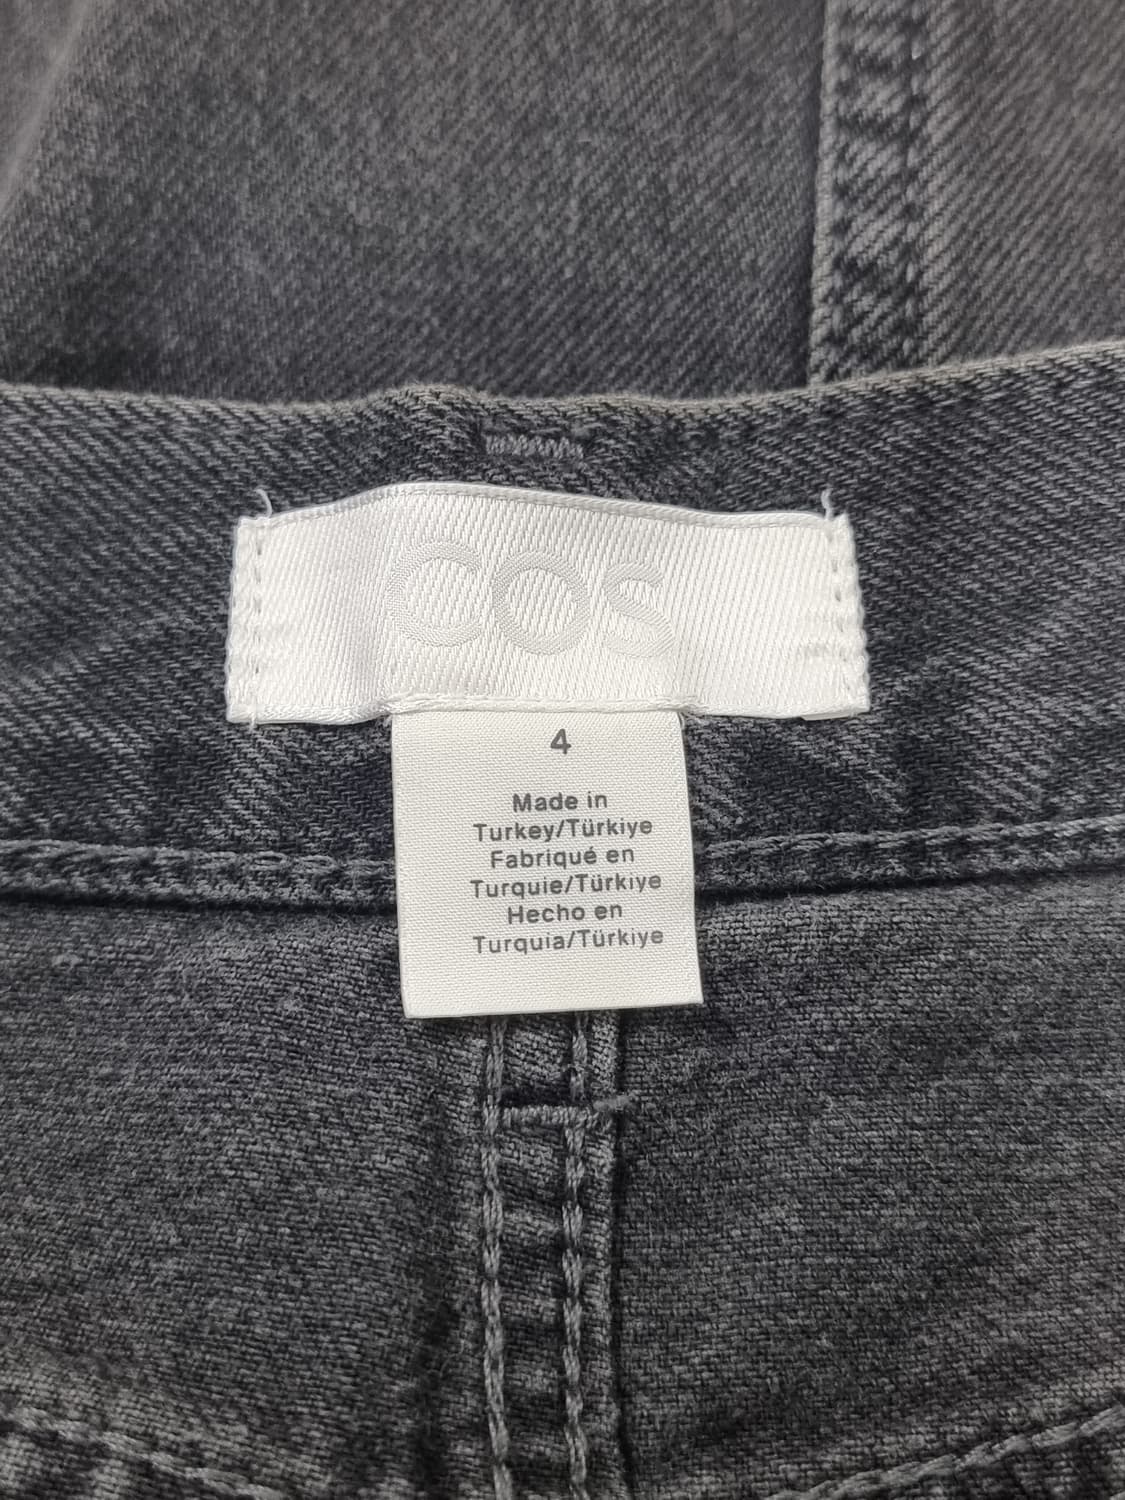 COS
4
Made in
Turkey/Türkiye
Fabriqué en
Turquie/Türkiye
Hecho en
Turquia/Türkiye